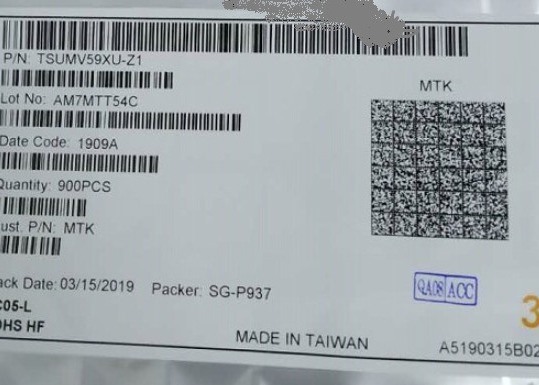 P/N: TSUMV59XU-Z1
MTK
Lot No: AM7MTT54C
Date Code: 1909A
Quantity: 900PCS
ust. P/N: MTK
ack Date: 03/15/2019 Packer: SG-P937
QA08 ACC
C05-L
OHS HF
3
MADE IN TAIWAN
A5190315B02